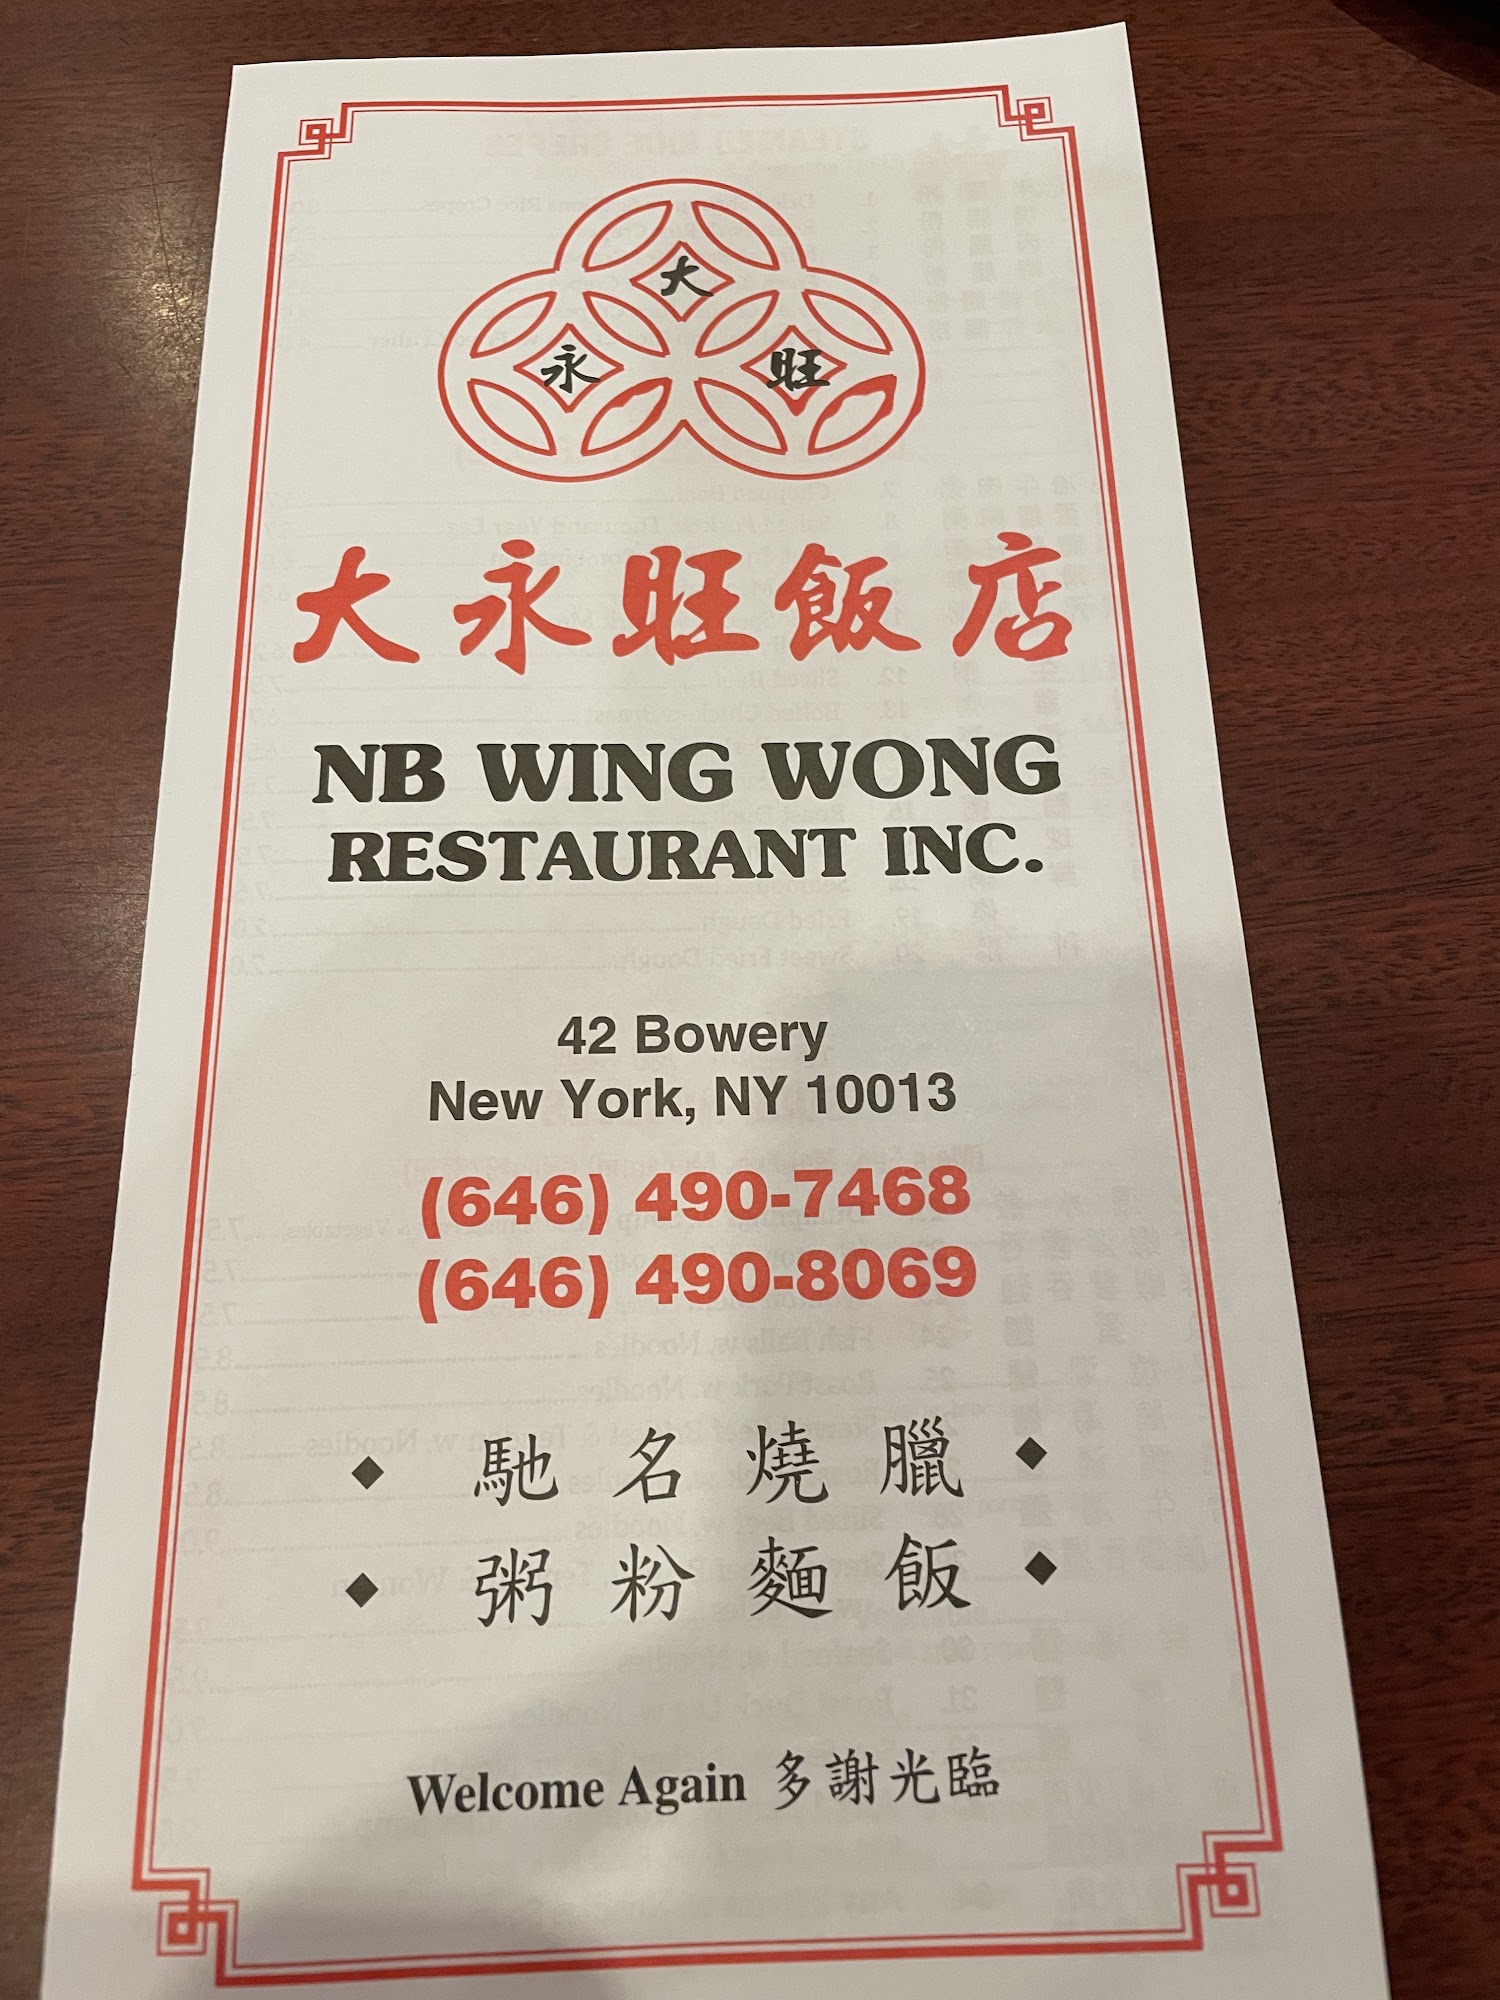 大
永 旺
大永旺飯店
NB WING WONG
RESTAURANT INC.
42 Bowery
New York, NY 10013
(646) 490-7468
(646) 490-8069
◆ 馳名燒臘 ◆
◆ 粥粉麵飯 ◆
Welcome Again 多謝光臨